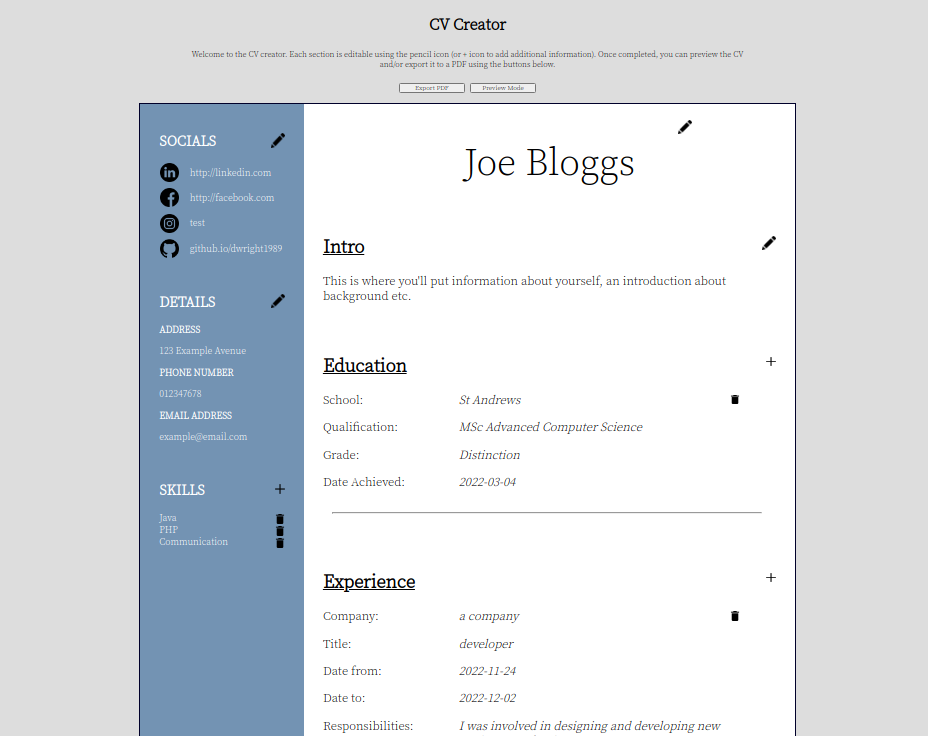 CV Creator
Welcome to the CV creator. Each section is editable using the pencil icon (or + icon to add additional information). Once completed, you can preview the CV
and/or export it to a PDF using the buttons below.
Export PDF Preview Mode
SOCIALS
http://linkedin.com
http://facebook.com
test
github.io/dwright1989
DETAILS
ADDRESS
123 Example Avenue
PHONE NUMBER
012347678
EMAIL ADDRESS
example@email.com
SKILLS
Java
PHP
Communication
Joe Bloggs
Intro
This is where you'll put information about yourself, an introduction about
background etc.
Education
School: St Andrews
Qualification: MSc Advanced Computer Science
Grade: Distinction
Date Achieved: 2022-03-04
Experience
Company: a company
Title: developer
Date from: 2022-11-24
Date to: 2022-12-02
Responsibilities: I was involved in designing and developing new